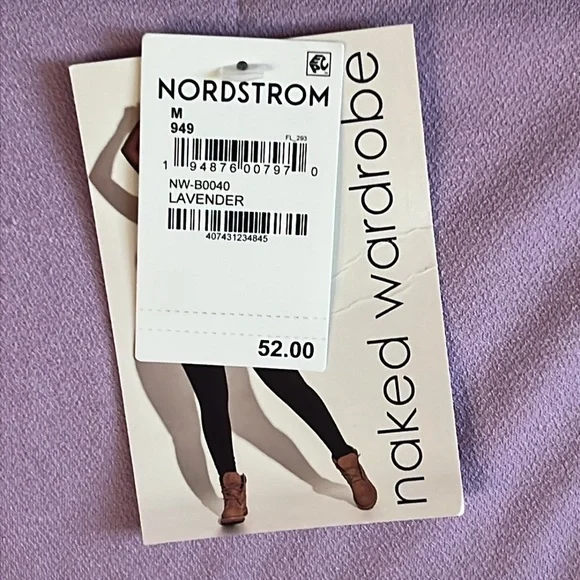 NORDSTROM
M
949
FL_293
1 94876 00797 0
NW-B0040
LAVENDER
407431234845
52.00
naked wardrobe